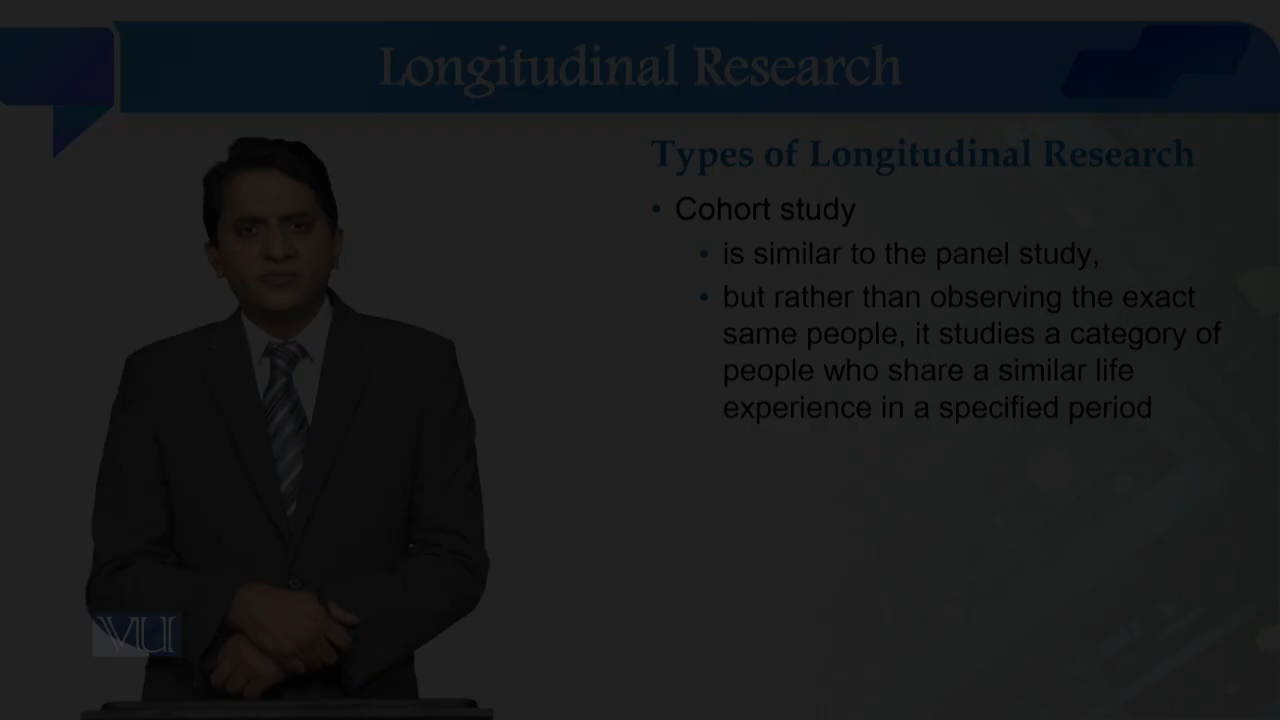 Longitudinal Research
Types of Longitudinal Research
• Cohort study
• is similar to the panel study,
• but rather than observing the exact
same people, it studies a category of
people who share a similar life
experience in a specified period
VU